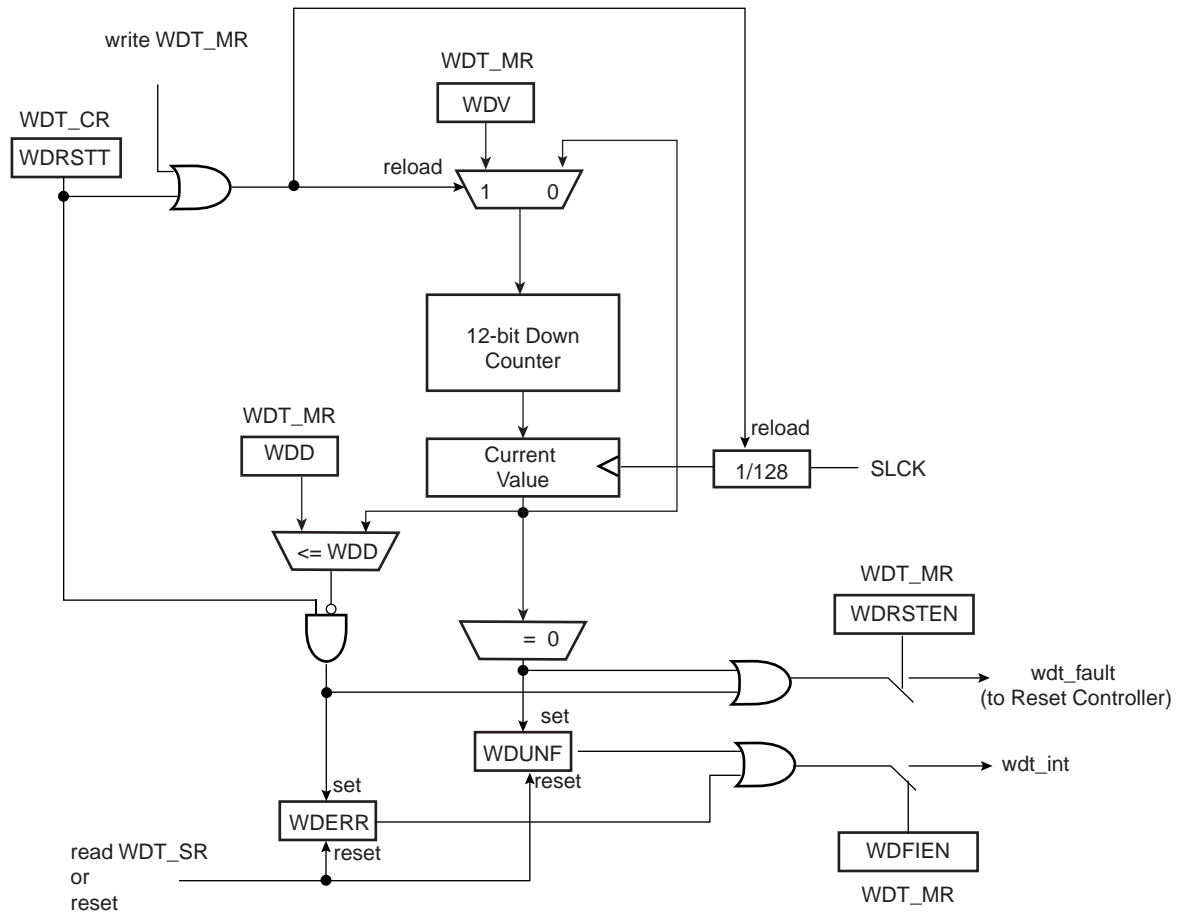 write WDT_MR
WDT_MR
WDV
WDT_CR
WDRSTT
reload
1 0
12-bit Down
Counter
WDT_MR
WDD
Current
Value
reload
1/128
SLCK
<= WDD
WDT_MR
WDRSTEN
= 0
wdt_fault
(to Reset Controller)
set
WDUNF
reset
wdt_int
set
WDERR
reset
read WDT_SR
or
reset
WDFIEN
WDT_MR